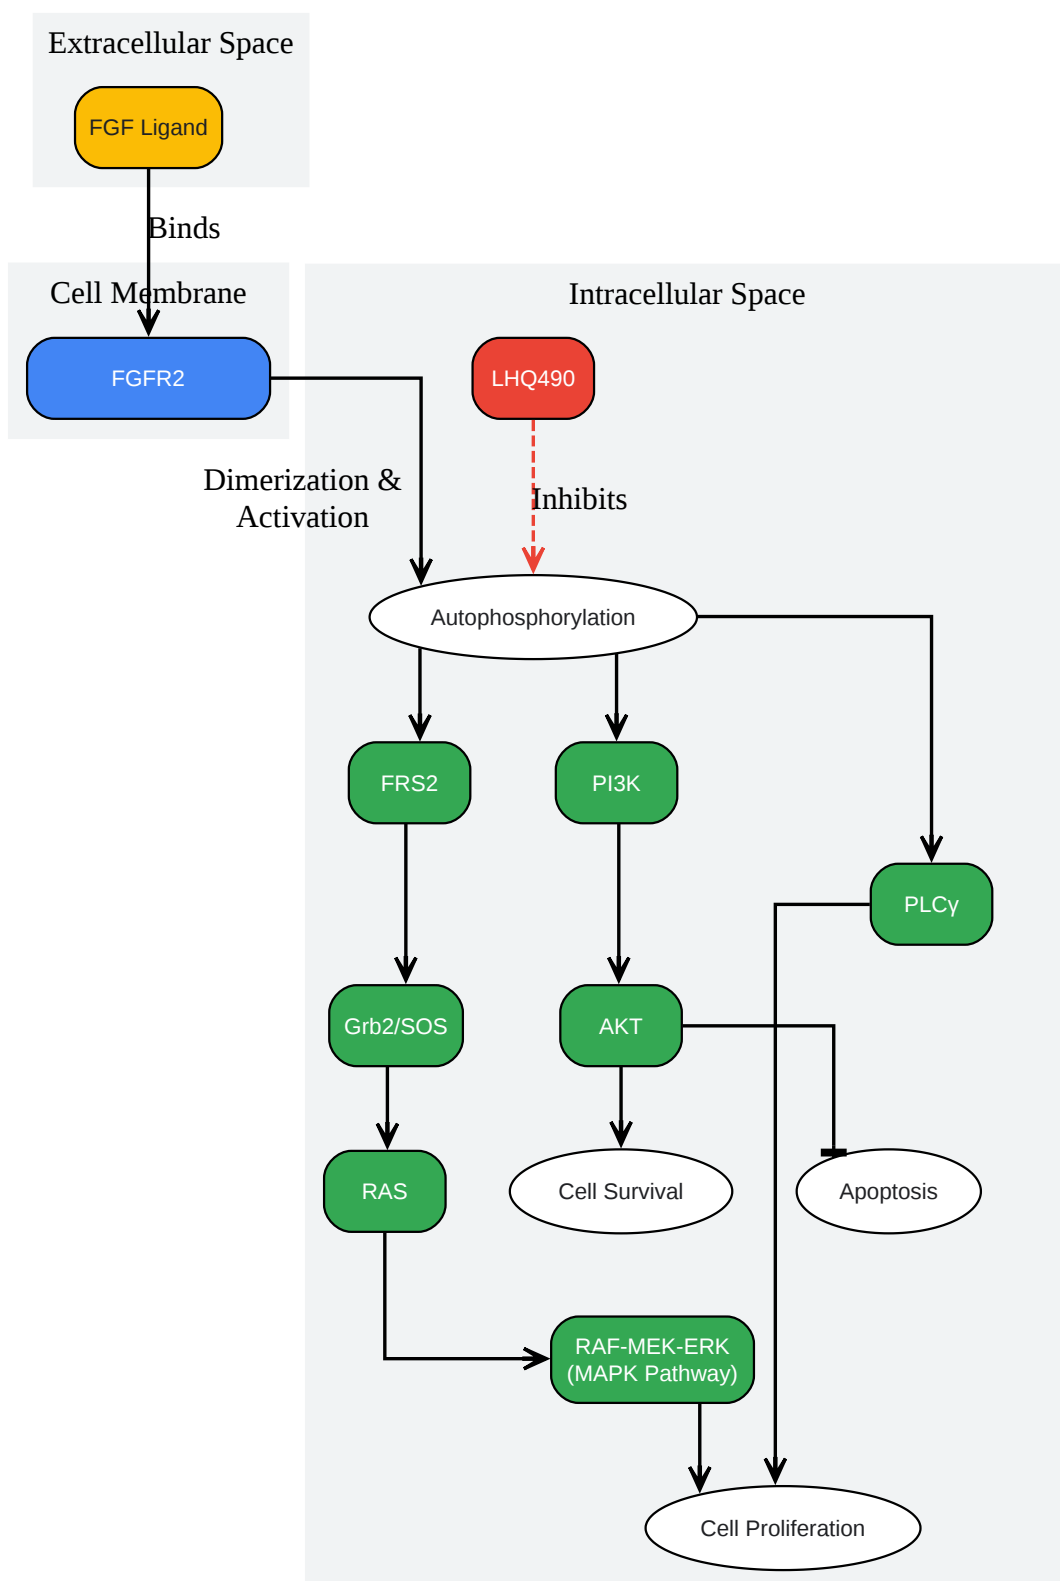 Extracellular Space
FGF Ligand
Binds
Cell Membrane
Intracellular Space
FGFR2
LHQ490
Dimerization &
Activation
Inhibits
Autophosphorylation
FRS2
PI3K
PLCγ
Grb2/SOS
AKT
RAS
Cell Survival
Apoptosis
RAF-MEK-ERK
(MAPK Pathway)
Cell Proliferation